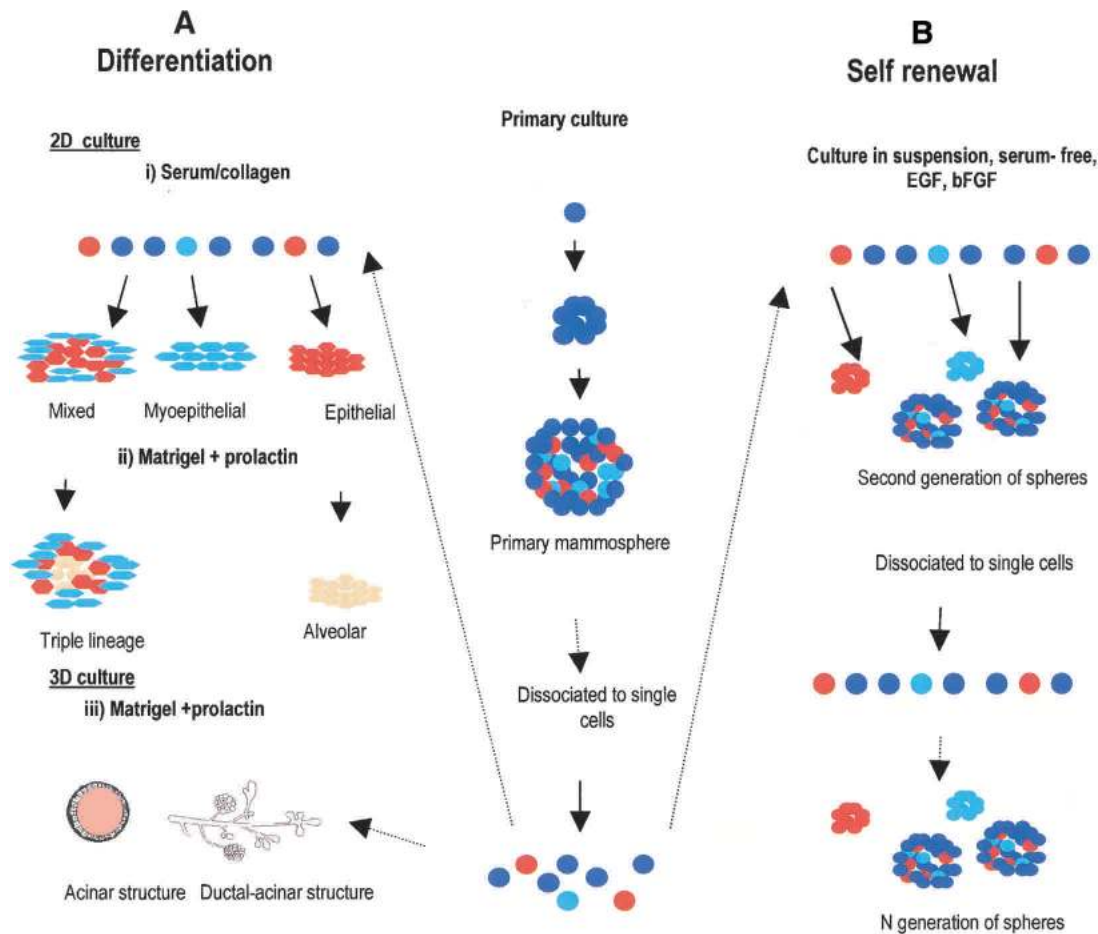 A
Differentiation
2D culture
i) Serum/collagen
Mixed
Myoepithelial
Epithelial
ii) Matrigel + prolactin
Triple lineage
Alveolar
3D culture
iii) Matrigel +prolactin
Acinar structure
Ductal-acinar structure
Primary culture
Primary mammosphere
Dissociated to single
cells
B
Self renewal
Culture in suspension, serum- free,
EGF, bFGF
Second generation of spheres
Dissociated to single cells
N generation of spheres